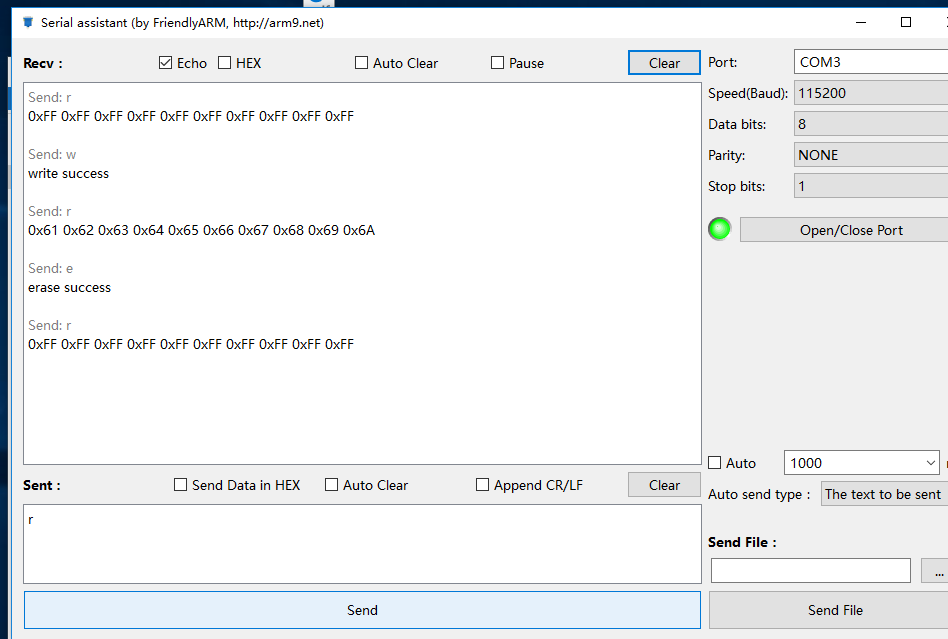 Serial assistant (by FriendlyARM, http://arm9.net)
Recv : Echo HEX Auto Clear Pause Clear
Port: COM3
Speed(Baud): 115200
Data bits: 8
Parity: NONE
Stop bits: 1
Open/Close Port
Send: r
0xFF 0xFF 0xFF 0xFF 0xFF 0xFF 0xFF 0xFF 0xFF 0xFF
Send: w
write success
Send: r
0x61 0x62 0x63 0x64 0x65 0x66 0x67 0x68 0x69 0x6A
Send: e
erase success
Send: r
0xFF 0xFF 0xFF 0xFF 0xFF 0xFF 0xFF 0xFF 0xFF 0xFF
Auto 1000
Sent : Send Data in HEX Auto Clear Append CR/LF Clear
Auto send type : The text to be sent
r
Send File :
...
Send
Send File